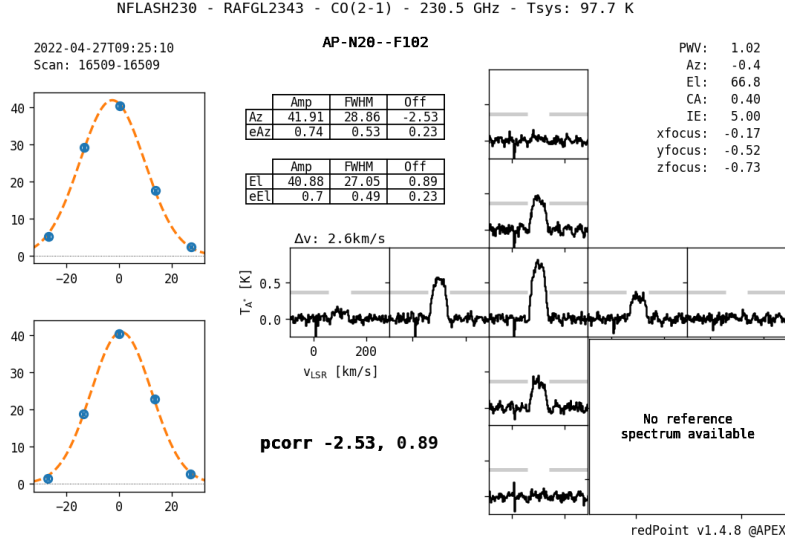 NFLASH230 - RAFGL2343 - CO(2-1) - 230.5 GHz - Tsys: 97.7 K
2022-04-27T09:25:10
Scan: 16509-16509
AP-N20--F102
PWV: 1.02
Az: -0.4
El: 66.8
CA: 0.40
IE: 5.00
xfocus: -0.17
yfocus: -0.52
zfocus: -0.73
40
30
20
10
0
−20 0 20
Amp FWHM Off
Az 41.91 28.86 -2.53
eAz 0.74 0.53 0.23
Amp FWHM Off
El 40.88 27.05 0.89
eEl 0.7 0.49 0.23
Δv: 2.6km/s
TA* [K]
0.5
0.0
0 200
vLSR [km/s]
40
30
20
10
0
−20 0 20
pcorr -2.53, 0.89
No reference
spectrum available
redPoint v1.4.8 @APEX